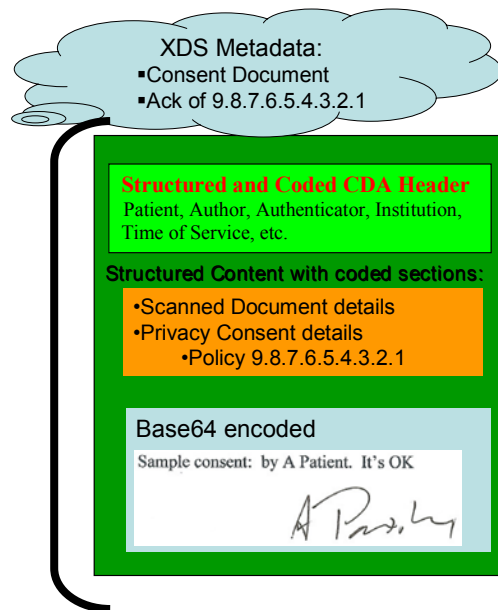 XDS Metadata:
▪Consent Document
▪Ack of 9.8.7.6.5.4.3.2.1
Structured and Coded CDA Header
Patient, Author, Authenticator, Institution,
Time of Service, etc.
Structured Content with coded sections:
•Scanned Document details
•Privacy Consent details
•Policy 9.8.7.6.5.4.3.2.1
Base64 encoded
Sample consent: by A Patient. It's OK